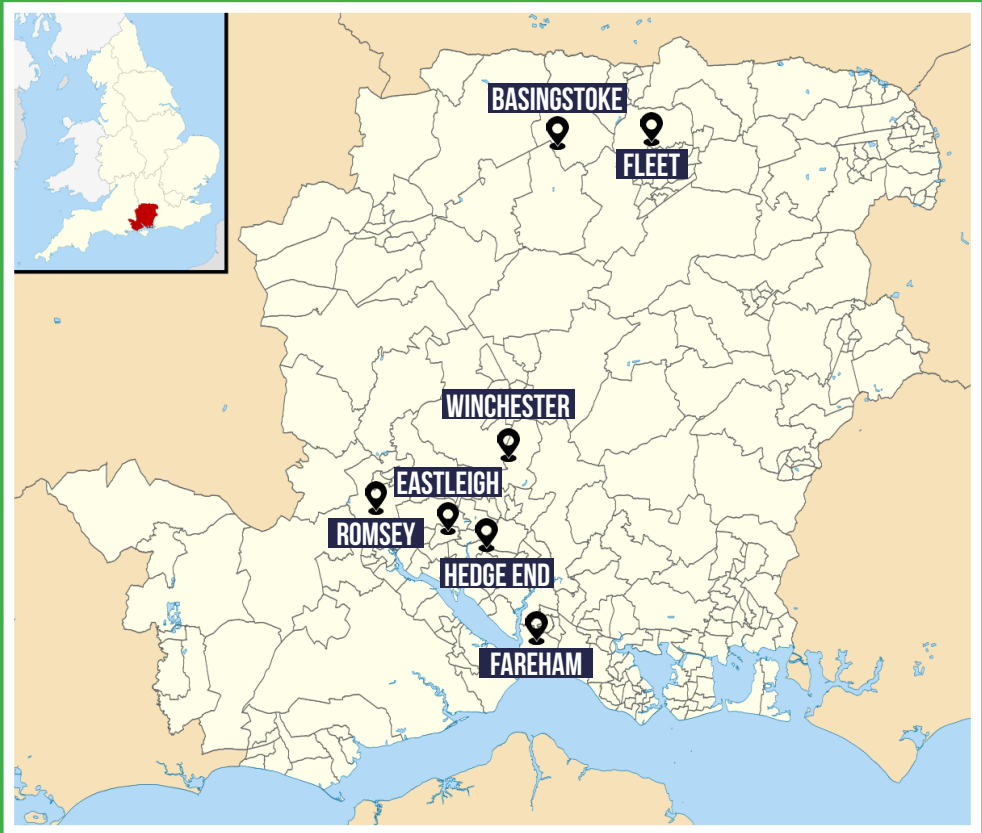 BASINGSTOKE
FLEET
WINCHESTER
EASTLEIGH
ROMSEY
HEDGE END
FAREHAM